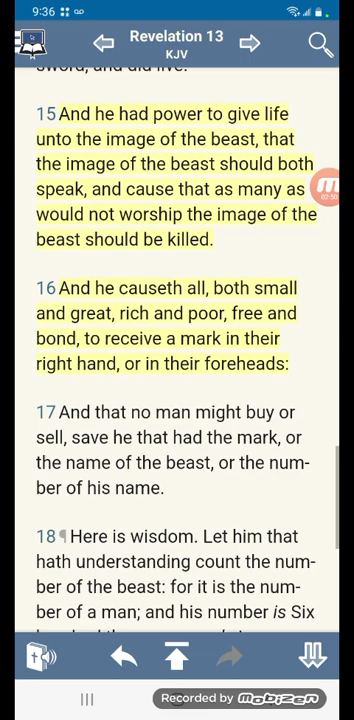 9:36
Revelation 13
KJV
sword, and did live.
15 And he had power to give life
unto the image of the beast, that
the image of the beast should both
speak, and cause that as many as
would not worship the image of the
beast should be killed.
16 And he causeth all, both small
and great, rich and poor, free and
bond, to receive a mark in their
right hand, or in their foreheads:
17 And that no man might buy or
sell, save he that had the mark, or
the name of the beast, or the num-
ber of his name.
18 ¶ Here is wisdom. Let him that
hath understanding count the num-
ber of the beast: for it is the num-
ber of a man; and his number is Six
Recorded by MOBIZEN